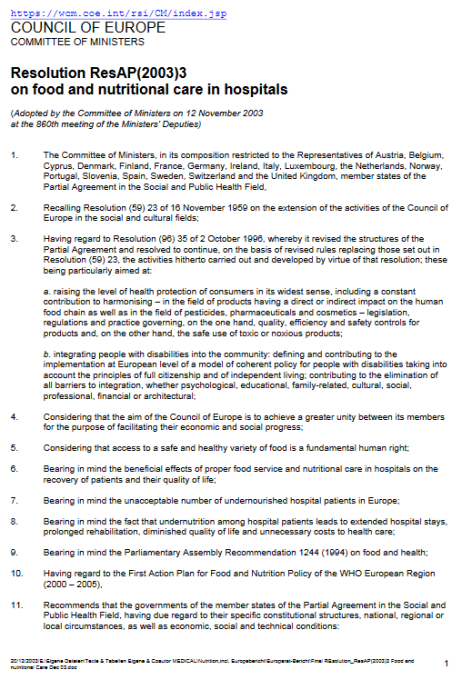 https://wcm.coe.int/rsi/CM/index.jsp
COUNCIL OF EUROPE
COMMITTEE OF MINISTERS
Resolution ResAP(2003)3
on food and nutritional care in hospitals
(Adopted by the Committee of Ministers on 12 November 2003
at the 860th meeting of the Ministers' Deputies)
1. The Committee of Ministers, in its composition restricted to the Representatives of Austria, Belgium,
Cyprus, Denmark, Finland, France, Germany, Ireland, Italy, Luxembourg, the Netherlands, Norway,
Portugal, Slovenia, Spain, Sweden, Switzerland and the United Kingdom, member states of the
Partial Agreement in the Social and Public Health Field,
2. Recalling Resolution (59) 23 of 16 November 1959 on the extension of the activities of the Council of
Europe in the social and cultural fields;
3. Having regard to Resolution (96) 35 of 2 October 1996, whereby it revised the structures of the
Partial Agreement and resolved to continue, on the basis of revised rules replacing those set out in
Resolution (59) 23, the activities hitherto carried out and developed by virtue of that resolution; these
being particularly aimed at:
a. raising the level of health protection of consumers in its widest sense, including a constant
contribution to harmonising – in the field of products having a direct or indirect impact on the human
food chain as well as in the field of pesticides, pharmaceuticals and cosmetics – legislation,
regulations and practice governing, on the one hand, quality, efficiency and safety controls for
products and, on the other hand, the safe use of toxic or noxious products;
b. integrating people with disabilities into the community: defining and contributing to the
implementation at European level of a model of coherent policy for people with disabilities taking into
account the principles of full citizenship and of independent living; contributing to the elimination of
all barriers to integration, whether psychological, educational, family-related, cultural, social,
professional, financial or architectural;
4. Considering that the aim of the Council of Europe is to achieve a greater unity between its members
for the purpose of facilitating their economic and social progress;
5. Considering that access to a safe and healthy variety of food is a fundamental human right;
6. Bearing in mind the beneficial effects of proper food service and nutritional care in hospitals on the
recovery of patients and their quality of life;
7. Bearing in mind the unacceptable number of undernourished hospital patients in Europe;
8. Bearing in mind the fact that undernutrition among hospital patients leads to extended hospital stays,
prolonged rehabilitation, diminished quality of life and unnecessary costs to health care;
9. Bearing in mind the Parliamentary Assembly Recommendation 1244 (1994) on food and health;
10. Having regard to the First Action Plan for Food and Nutrition Policy of the WHO European Region
(2000 – 2005),
11. Recommends that the governments of the member states of the Partial Agreement in the Social and
Public Health Field, having due regard to their specific constitutional structures, national, regional or
local circumstances, as well as economic, social and technical conditions:
Final REsolution_ResAP(2003)3 Food and 1
nutritional Care Dec 03.doc